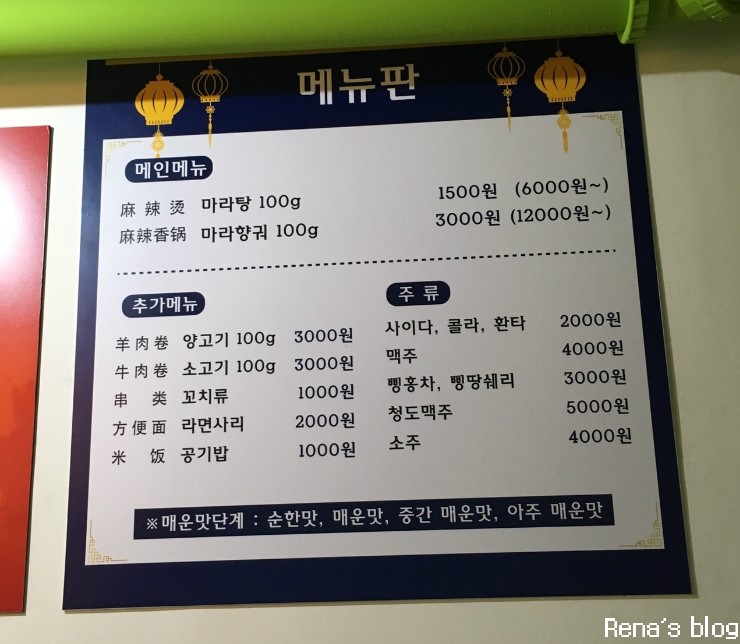 메뉴판
메인메뉴
麻 辣 烫 마라탕 100g 1500원 (6000원~)
麻辣香锅 마라향궈 100g 3000원 (12000원~)
추가메뉴
羊肉卷 양고기 100g 3000원
牛肉卷 소고기 100g 3000원
串 类 꼬치류 1000원
方便面 라면사리 2000원
米 饭 공기밥 1000원
주 류
사이다, 콜라, 환타 2000원
맥주 4000원
삥홍차, 삥땅쉐리 3000원
청도맥주 5000원
소주 4000원
※매운맛단계 : 순한맛, 매운맛, 중간 매운맛, 아주 매운맛
Rena's blog